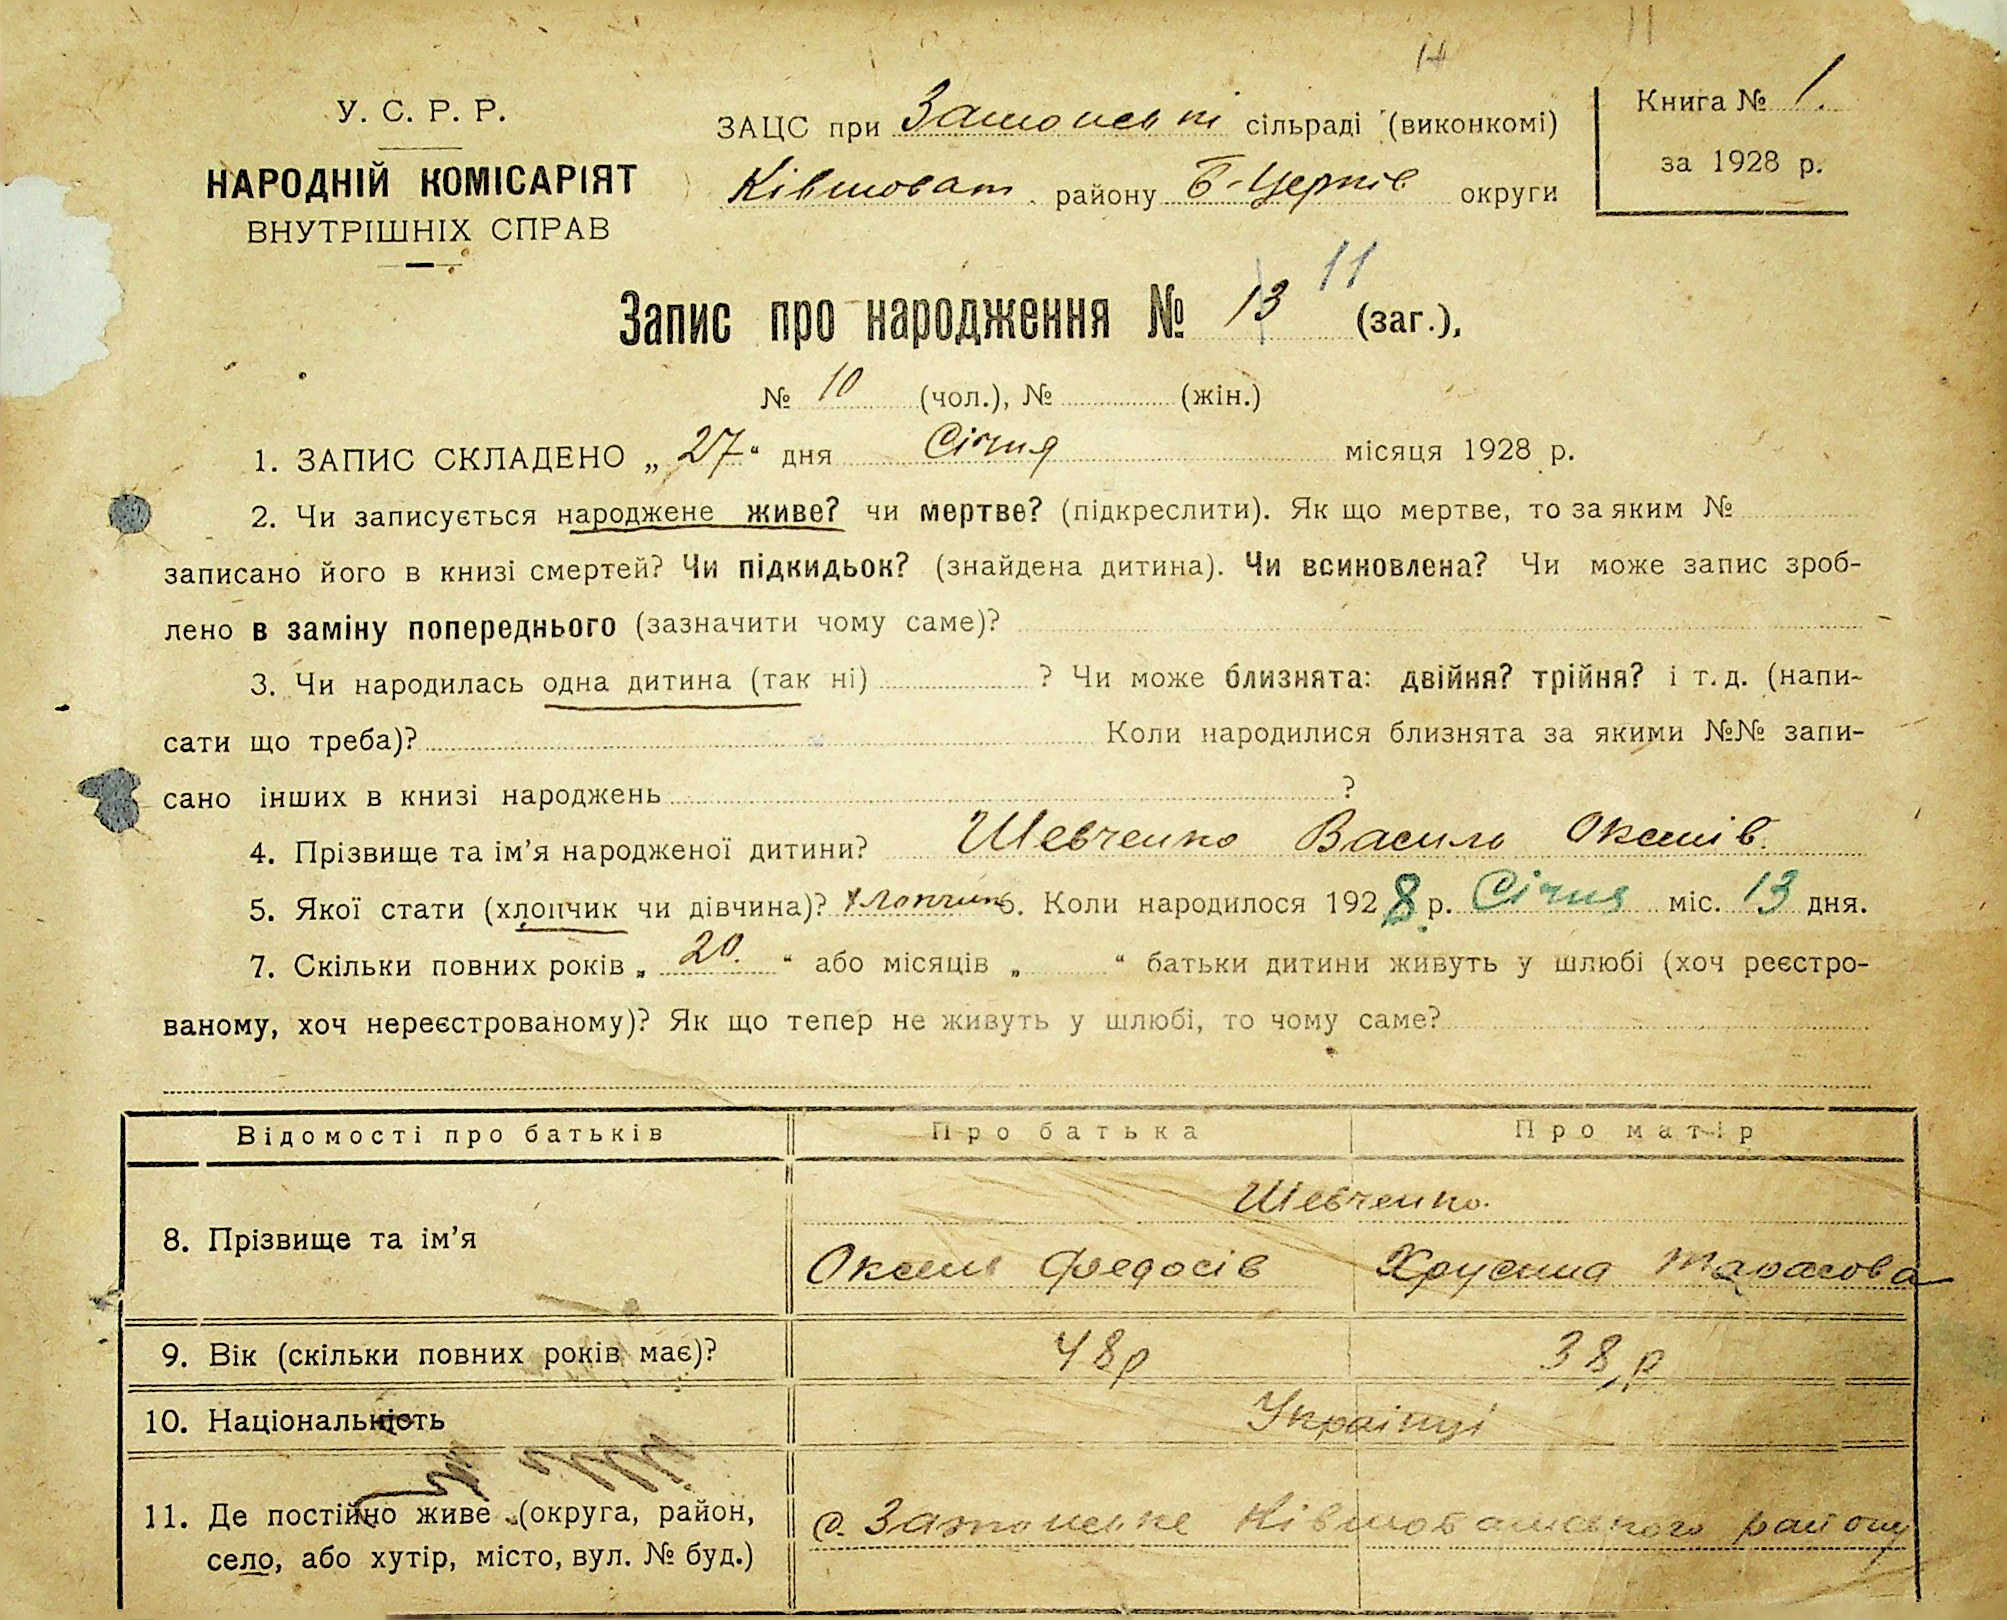 11
14
У. С. Р. Р.
НАРОДНІЙ КОМІСАРІЯТ
ВНУТРІШНІХ СПРАВ
ЗАЦС при сільраді (виконкомі)
Ківшоват. району Б-Церків округи
Книга № 1.
за 1928 р.
Запис про народження № 13 11 (заг.),
№ 10 (чол.), № (жін.)
1. ЗАПИС СКЛАДЕНО „ 27 “ дня Січня місяця 1928 р.
2. Чи записується народжене живе? чи мертве? (підкреслити). Як що мертве, то за яким №
записано його в книзі смертей? Чи підкидьок? (знайдена дитина). Чи всиновлена? Чи може запис зроб-
лено в заміну попереднього (зазначити чому саме)?
3. Чи народилась одна дитина (так ні) ? Чи може близнята: двійня? трійня? і т. д. (напи-
сати що треба)? Коли народилися близнята за якими №№ запи-
сано інших в книзі народжень ?
4. Прізвище та ім’я народженої дитини? Шевченко Василь
5. Якої стати (хлопчик чи дівчина)? хлопчик 6. Коли народилося 1928 р. Січня міс. 13 дня.
7. Скільки повних років „ 20. “ або місяців „ “ батьки дитини живуть у шлюбі (хоч реєстро-
ваному, хоч нереєстрованому)? Як що тепер не живуть у шлюбі, то чому саме?
Відомості про батьків Про батька Про матір
Шевченко.
8. Прізвище та ім’я
Федосів Тарасова
9. Вік (скільки повних років має)? 48 р 38 р
10. Національність Українці
11. Де постійно живе (округа, район, с. Ківшоватського району
село, або хутір, місто, вул. № буд.)